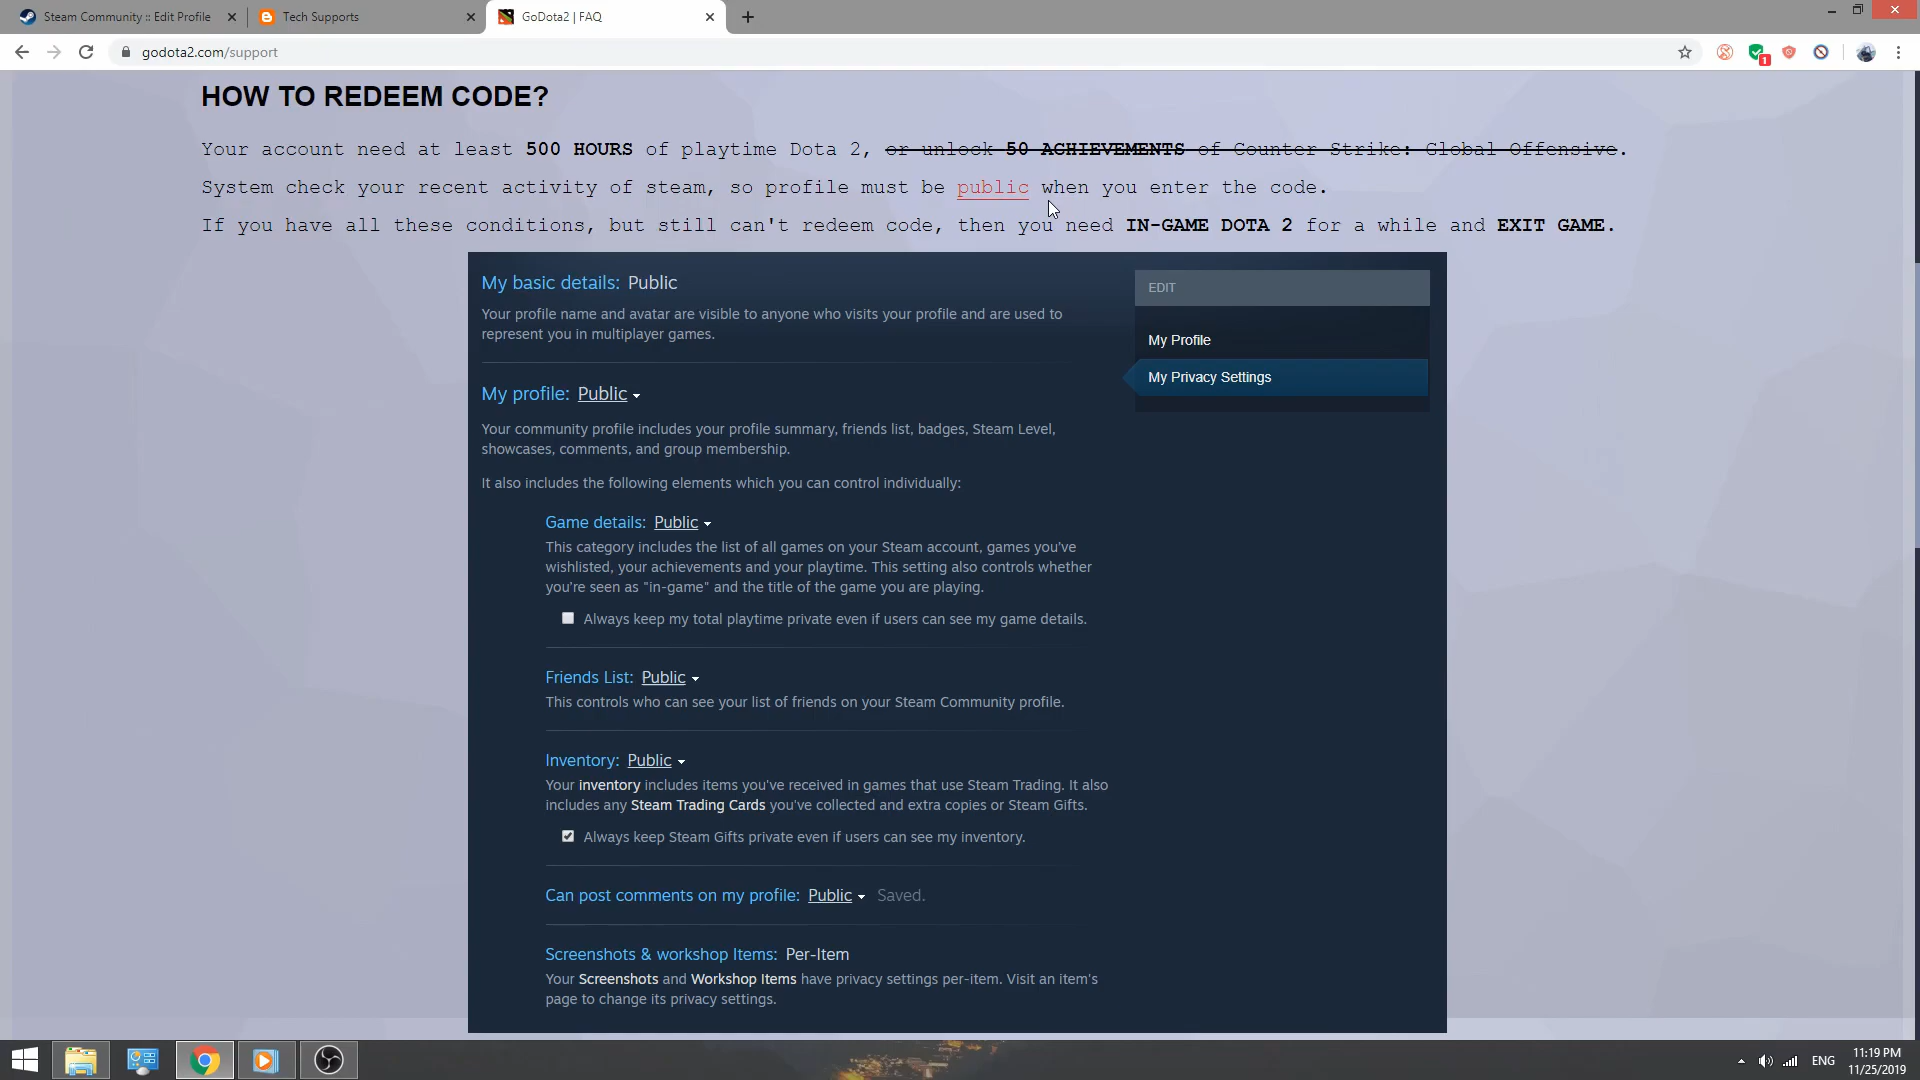 Steam Community :: Edit Profile
Tech Supports
GoDota2 | FAQ
godota2.com/support
1
HOW TO REDEEM CODE?
Your account need at least 500 HOURS of playtime Dota 2, or unlock 50 ACHIEVEMENTS of Counter Strike: Global Offensive.
System check your recent activity of steam, so profile must be public when you enter the code.
If you have all these conditions, but still can't redeem code, then you need IN-GAME DOTA 2 for a while and EXIT GAME.
My basic details: Public
Your profile name and avatar are visible to anyone who visits your profile and are used to
represent you in multiplayer games.
EDIT
My Profile
My Privacy Settings
My profile: Public
Your community profile includes your profile summary, friends list, badges, Steam Level,
showcases, comments, and group membership.
It also includes the following elements which you can control individually:
Game details: Public
This category includes the list of all games on your Steam account, games you've
wishlisted, your achievements and your playtime. This setting also controls whether
you're seen as "in-game" and the title of the game you are playing.
Always keep my total playtime private even if users can see my game details.
Friends List: Public
This controls who can see your list of friends on your Steam Community profile.
Inventory: Public
Your inventory includes items you've received in games that use Steam Trading. It also
includes any Steam Trading Cards you've collected and extra copies or Steam Gifts.
Always keep Steam Gifts private even if users can see my inventory.
Can post comments on my profile: Public Saved.
Screenshots & workshop Items: Per-Item
Your Screenshots and Workshop Items have privacy settings per-item. Visit an item's
page to change its privacy settings.
ENG
11:19 PM
11/25/2019